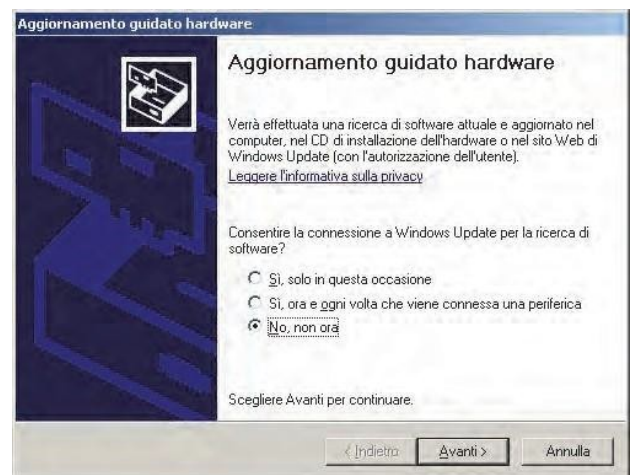 Aggiornamento guidato hardware
Aggiornamento guidato hardware
Verrà effettuata una ricerca di software attuale e aggiornato nel
computer, nel CD di installazione dell'hardware o nel sito Web di
Windows Update (con l'autorizzazione dell'utente).
Leggere l'informativa sulla privacy
Consentire la connessione a Windows Update per la ricerca di
software?
Sì, solo in questa occasione
Sì, ora e ogni volta che viene connessa una periferica
No, non ora
Scegliere Avanti per continuare.
< Indietro Avanti > Annulla